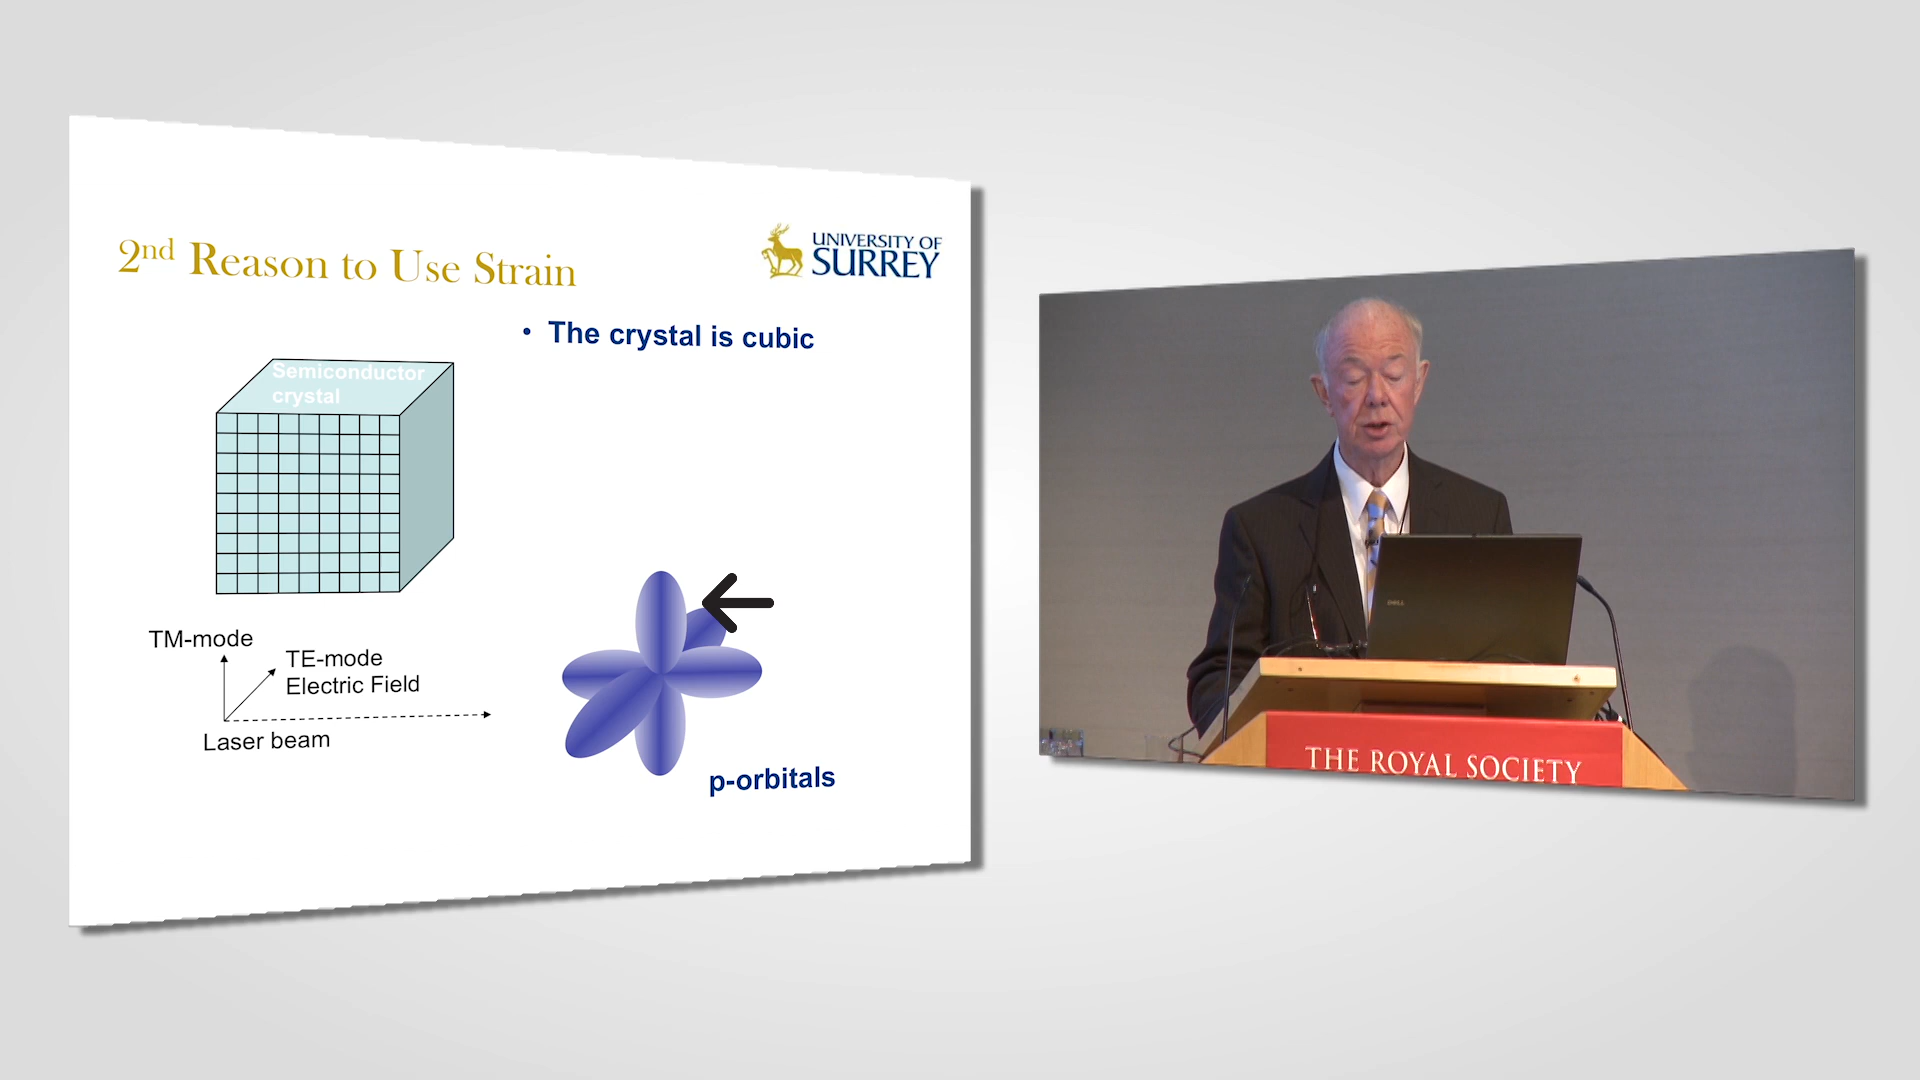 2nd Reason to Use Strain
UNIVERSITY OF
SURREY
• The crystal is cubic
Semiconductor
crystal
TM-mode
TE-mode
Electric Field
Laser beam
p-orbitals
DELL
THE ROYAL SOCIETY